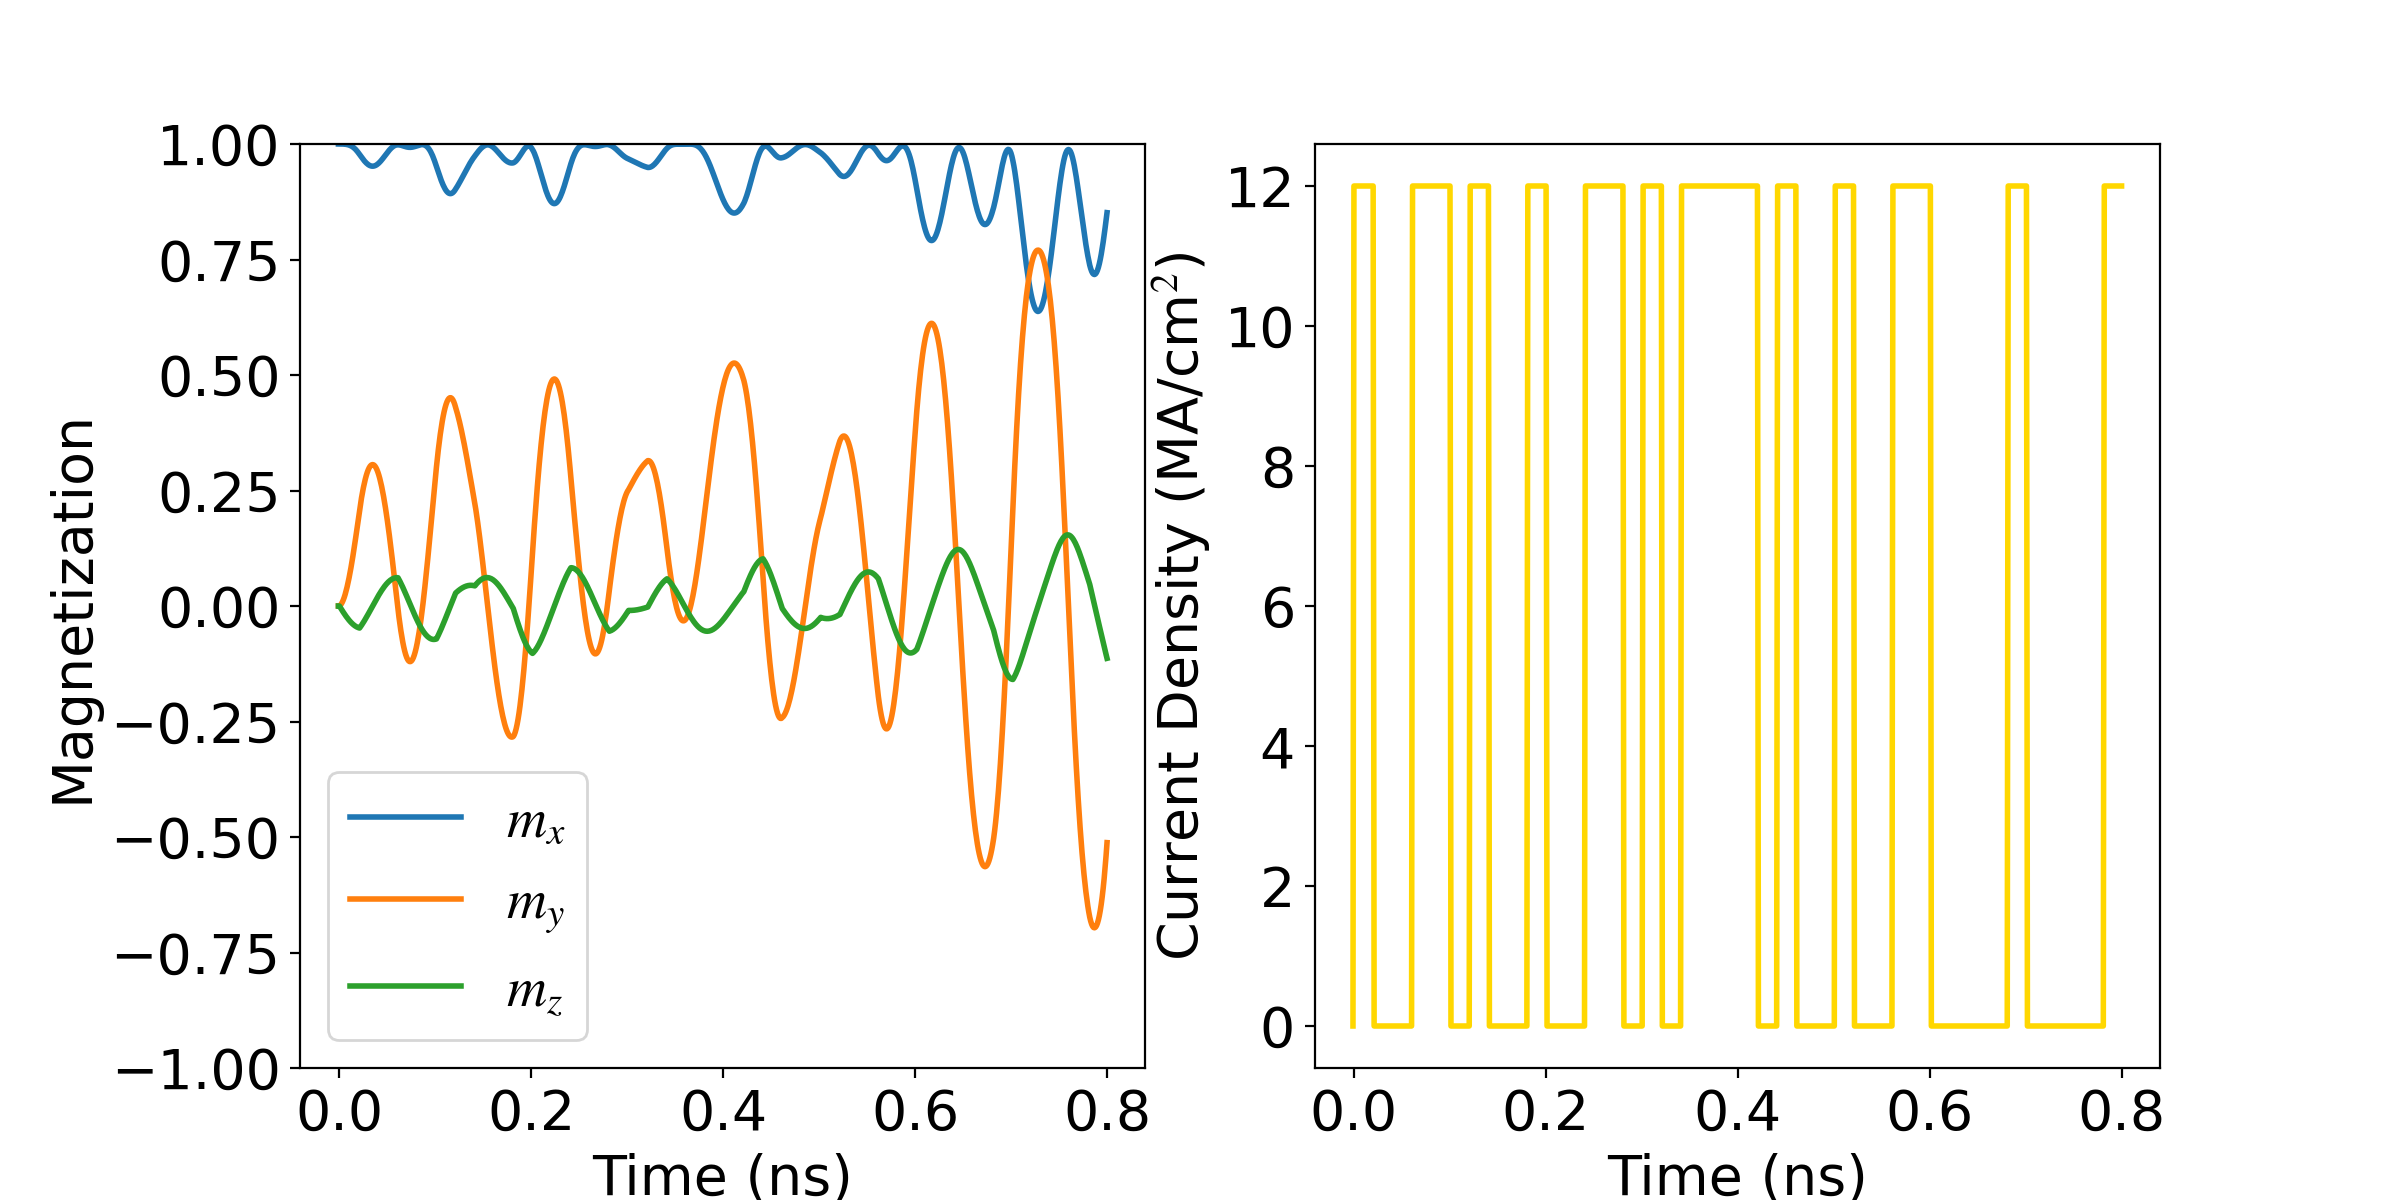 Magnetization
1.00
0.75
0.50
0.25
0.00
−0.25
−0.50
−0.75
−1.00
m_x
m_y
m_z
0.0 0.2 0.4 0.6 0.8
Time (ns)
Current Density (MA/cm²)
12
10
8
6
4
2
0
0.0 0.2 0.4 0.6 0.8
Time (ns)